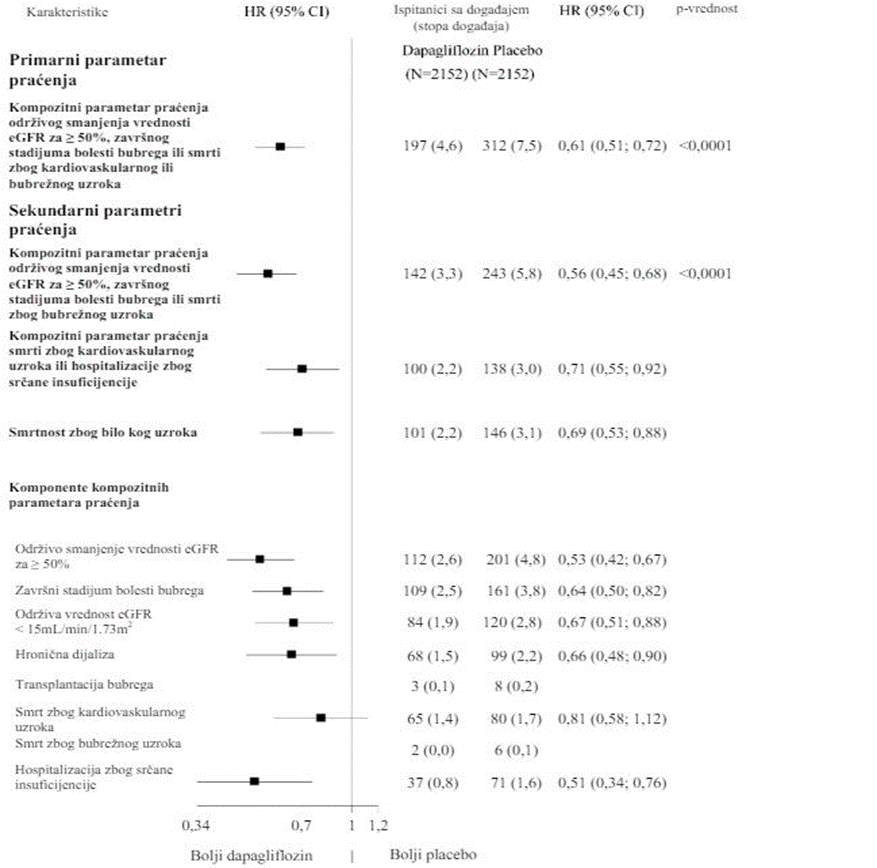 Karakteristike HR (95% CI) Ispitanici sa događajem HR (95% CI) p-vrednost
(stopa događaja)
Dapagliflozin Placebo
(N=2152) (N=2152)
Primarni parametar
praćenja
Kompozitni parametar praćenja
održivog smanjenja vrednosti
eGFR za ≥ 50%, završnog
stadijuma bolesti bubrega ili smrti
zbog kardiovaskularnog ili
bubrežnog uzroka
197 (4,6) 312 (7,5) 0,61 (0,51; 0,72) <0,0001
Sekundarni parametri
praćenja
Kompozitni parametar praćenja
održivog smanjenja vrednosti
eGFR za ≥ 50%, završnog
stadijuma bolesti bubrega ili smrti
zbog bubrežnog uzroka
142 (3,3) 243 (5,8) 0,56 (0,45; 0,68) <0,0001
Kompozitni parametar praćenja
smrti zbog kardiovaskularnog
uzroka ili hospitalizacije zbog
srčane insuficijencije
100 (2,2) 138 (3,0) 0,71 (0,55; 0,92)
Smrtnost zbog bilo kog uzroka 101 (2,2) 146 (3,1) 0,69 (0,53; 0,88)
Komponente kompozitnih
parametara praćenja
Održivo smanjenje vrednosti eGFR
za ≥ 50%
112 (2,6) 201 (4,8) 0,53 (0,42; 0,67)
Završni stadijum bolesti bubrega 109 (2,5) 161 (3,8) 0,64 (0,50; 0,82)
Održiva vrednost eGFR
< 15mL/min/1.73m²
84 (1,9) 120 (2,8) 0,67 (0,51; 0,88)
Hronična dijaliza 68 (1,5) 99 (2,2) 0,66 (0,48; 0,90)
Transplantacija bubrega 3 (0,1) 8 (0,2)
Smrt zbog kardiovaskularnog
uzroka
65 (1,4) 80 (1,7) 0,81 (0,58; 1,12)
Smrt zbog bubrežnog uzroka 2 (0,0) 6 (0,1)
Hospitalizacija zbog srčane
insuficijencije
37 (0,8) 71 (1,6) 0,51 (0,34; 0,76)
0,34 0,7 1 1,2
Bolji dapagliflozin | Bolji placebo